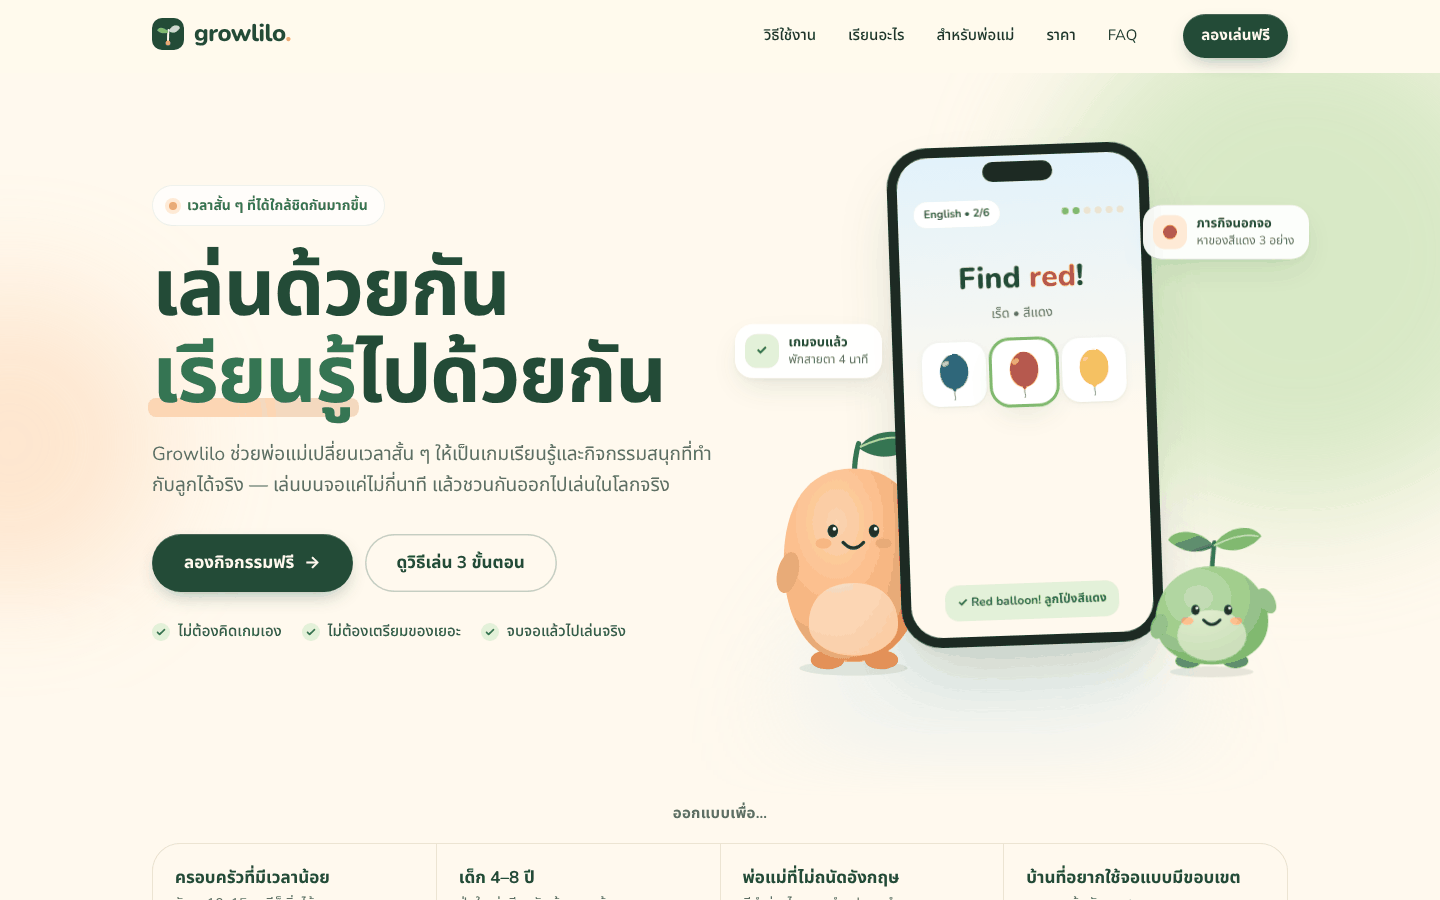 growlilo.
วิธีใช้งาน
เรียนอะไร
สำหรับพ่อแม่
ราคา
FAQ
ลองเล่นฟรี
เวลาสั้น ๆ ที่ได้ใกล้ชิดกันมากขึ้น
เล่นด้วยกัน
เรียนรู้ไปด้วยกัน
Growlilo ช่วยพ่อแม่เปลี่ยนเวลาสั้น ๆ ให้เป็นเกมเรียนรู้และกิจกรรมสนุกที่ทำ
กับลูกได้จริง — เล่นบนจอแค่ไม่กี่นาที แล้วชวนกันออกไปเล่นในโลกจริง
ลองกิจกรรมฟรี →
ดูวิธีเล่น 3 ขั้นตอน
ไม่ต้องคิดเกมเอง
ไม่ต้องเตรียมของเยอะ
จบจอแล้วไปเล่นจริง
English • 2/6
Find red!
เร็ด • สีแดง
✓ Red balloon! ลูกโป่งสีแดง
ภารกิจนอกจอ
หาของสีแดง 3 อย่าง
เกมจบแล้ว
พักสายตา 4 นาที
ออกแบบเพื่อ...
ครอบครัวที่มีเวลาน้อย
เด็ก 4–8 ปี
พ่อแม่ที่ไม่ถนัดอังกฤษ
บ้านที่อยากใช้จอแบบมีขอบเขต